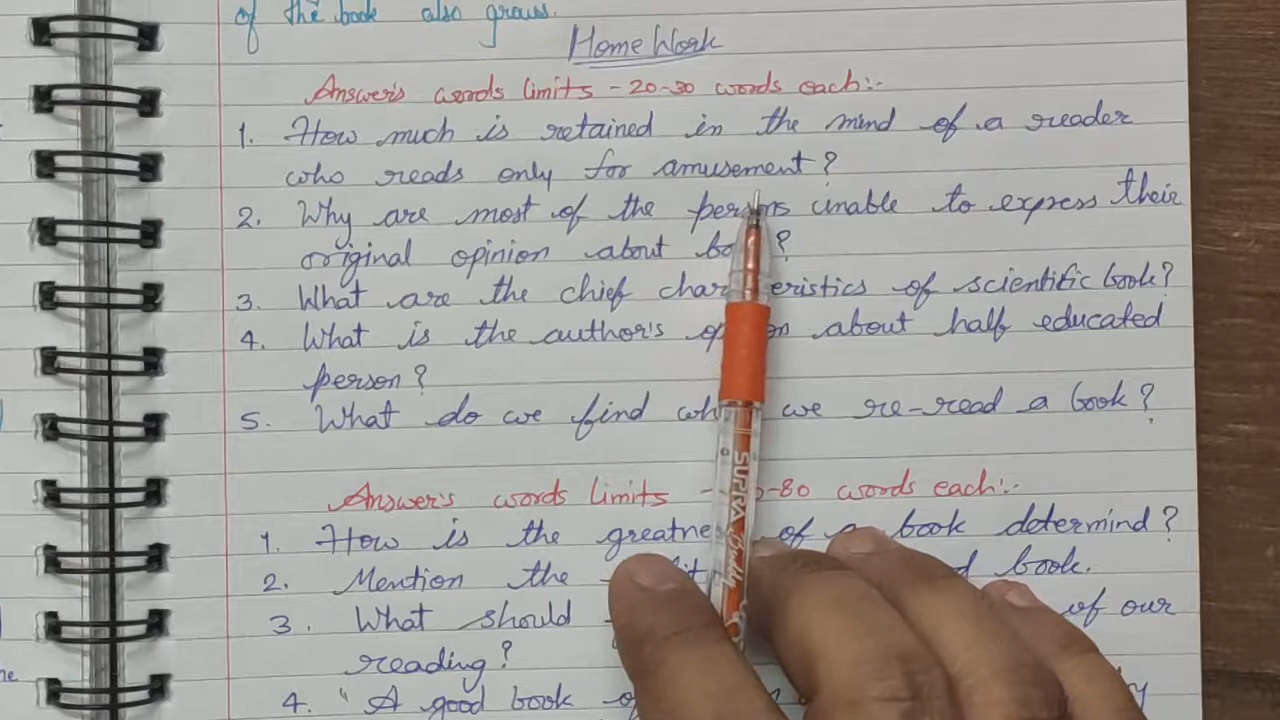 of the book also grows.
Home Work
Answer's words limits - 20-30 words each:-
1. How much is retained in the mind of a reader
who reads only for amusement?
2. Why are most of the persons unable to express their
original opinion about ?
3. What are the chief characteristics of scientific book?
4. What is the author's about half educated
person?
5. What do we find we re-read a book?
Answer's words limits -80 words each:-
1. How is the of a book determind?
2. Mention the book.
3. What should of our
reading?
4. "A good book
SUPRA